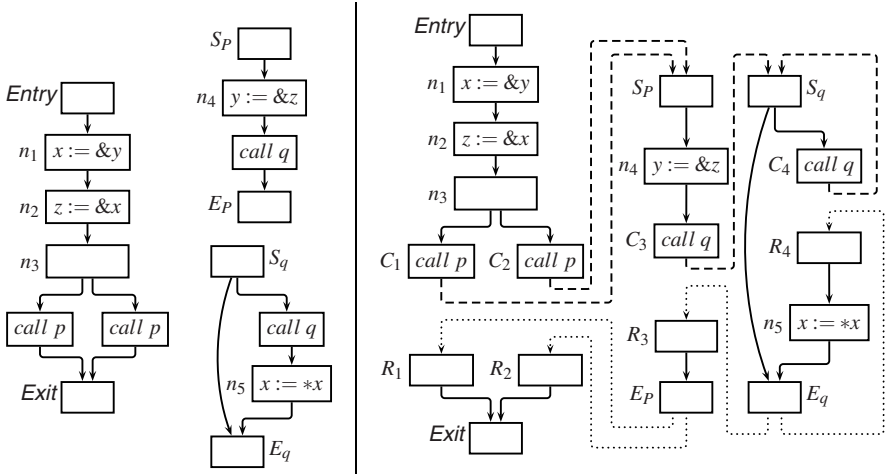 Entry
n1 x := &y
n2 z := &x
n3
call p call p
Exit
SP
n4 y := &z
call q
EP
Sq
call q
n5 x := *x
Eq
Entry
n1 x := &y
n2 z := &x
n3
C1 call p C2 call p
R1 R2
Exit
SP
n4 y := &z
C3 call q
R3
EP
Sq
C4 call q
R4
n5 x := *x
Eq